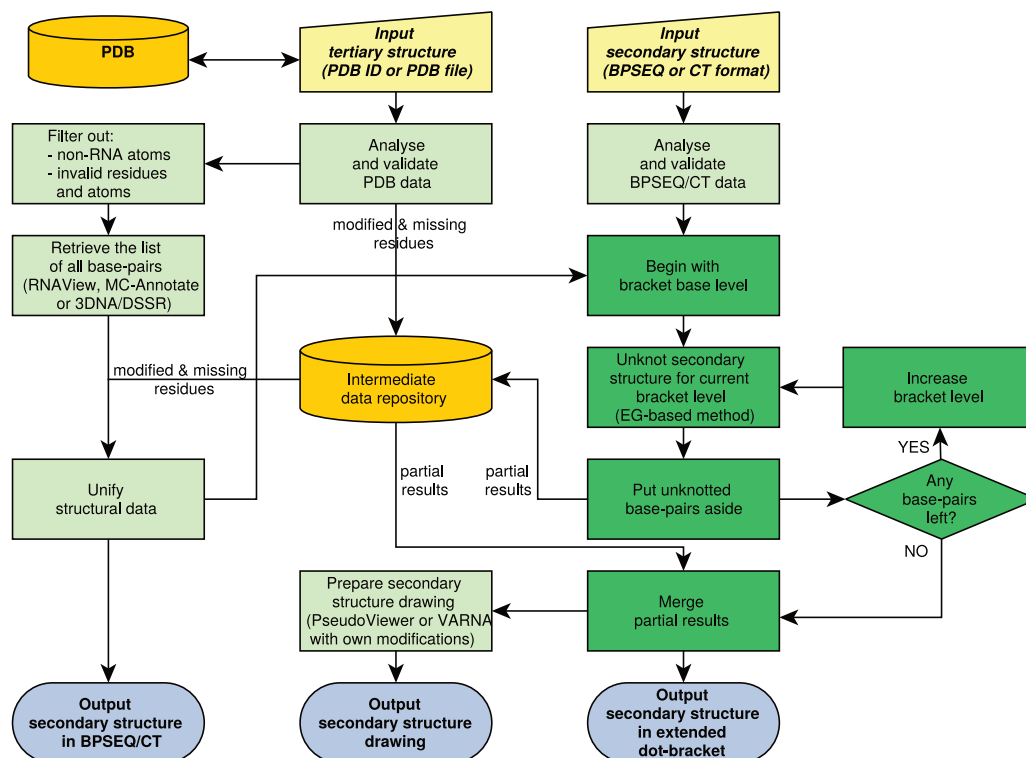 PDB
Input
tertiary structure
(PDB ID or PDB file)
Input
secondary structure
(BPSEQ or CT format)
Filter out:
- non-RNA atoms
- invalid residues
and atoms
Analyse
and validate
PDB data
Analyse
and validate
BPSEQ/CT data
modified & missing
residues
Retrieve the list
of all base-pairs
(RNAView, MC-Annotate
or 3DNA/DSSR)
Begin with
bracket base level
modified & missing
residues
Intermediate
data repository
Unknot secondary
structure for current
bracket level
(EG-based method)
Increase
bracket level
YES
partial
results
partial
results
Unify
structural data
Put unknotted
base-pairs aside
Any
base-pairs
left?
NO
Prepare secondary
structure drawing
(PseudoViewer or VARNA
with own modifications)
Merge
partial results
Output
secondary structure
in BPSEQ/CT
Output
secondary structure
drawing
Output
secondary structure
in extended
dot-bracket